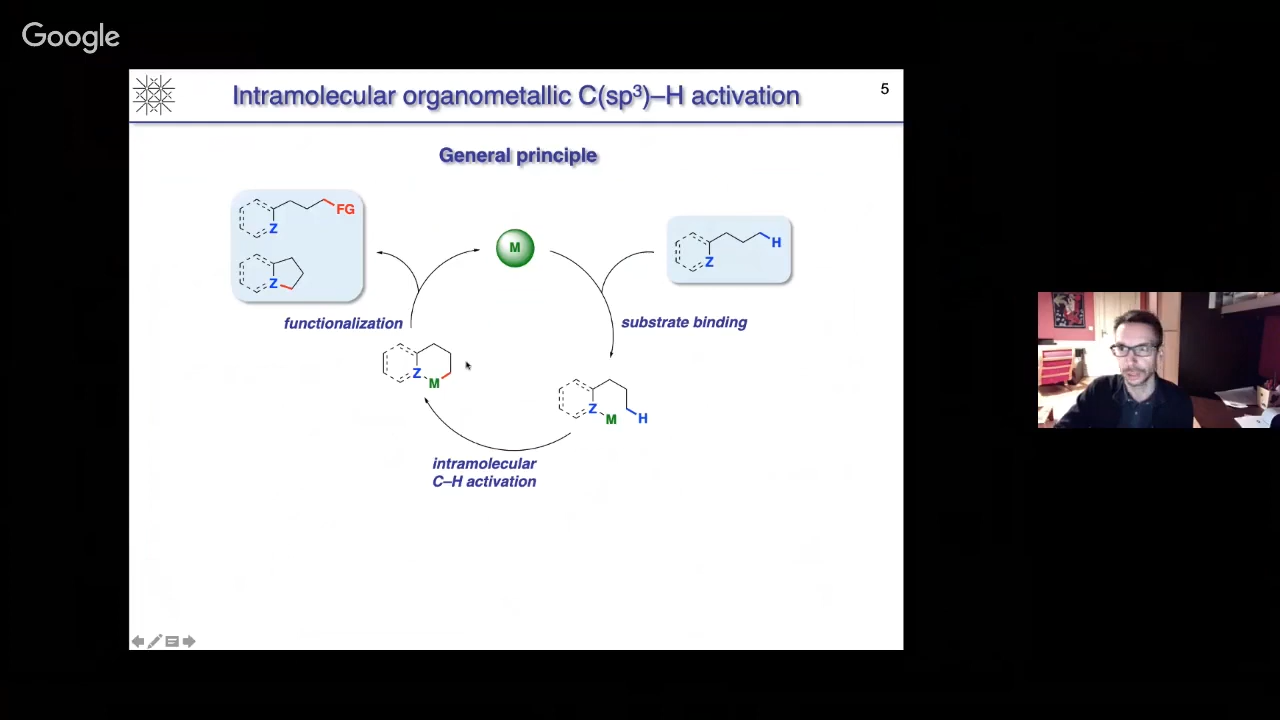 Google
Intramolecular organometallic C(sp³)–H activation
5
General principle
FG
Z
Z
M
H
Z
functionalization
substrate binding
Z
M
Z
M
H
intramolecular
C–H activation